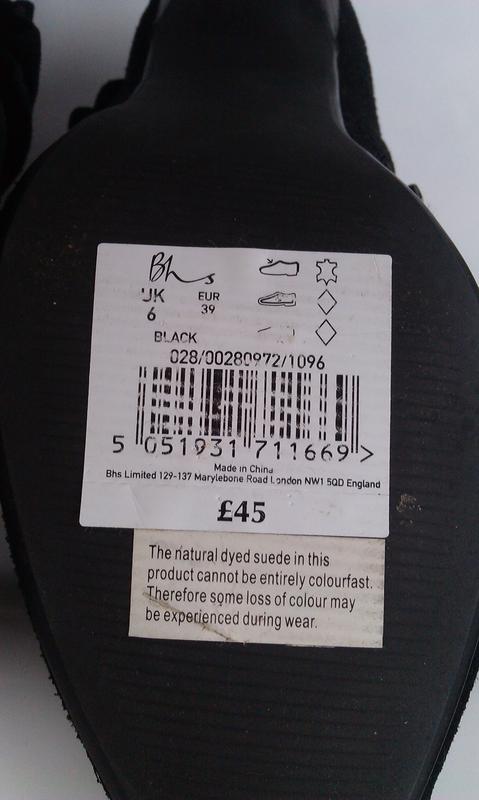 Bhs
UK EUR
6 39
BLACK
028/00280972/1096
5 051931 711669 >
Made in China
Bhs Limited 129-137 Marylebone Road London NW1 5QD England
£45
The natural dyed suede in this
product cannot be entirely colourfast.
Therefore some loss of colour may
be experienced during wear.